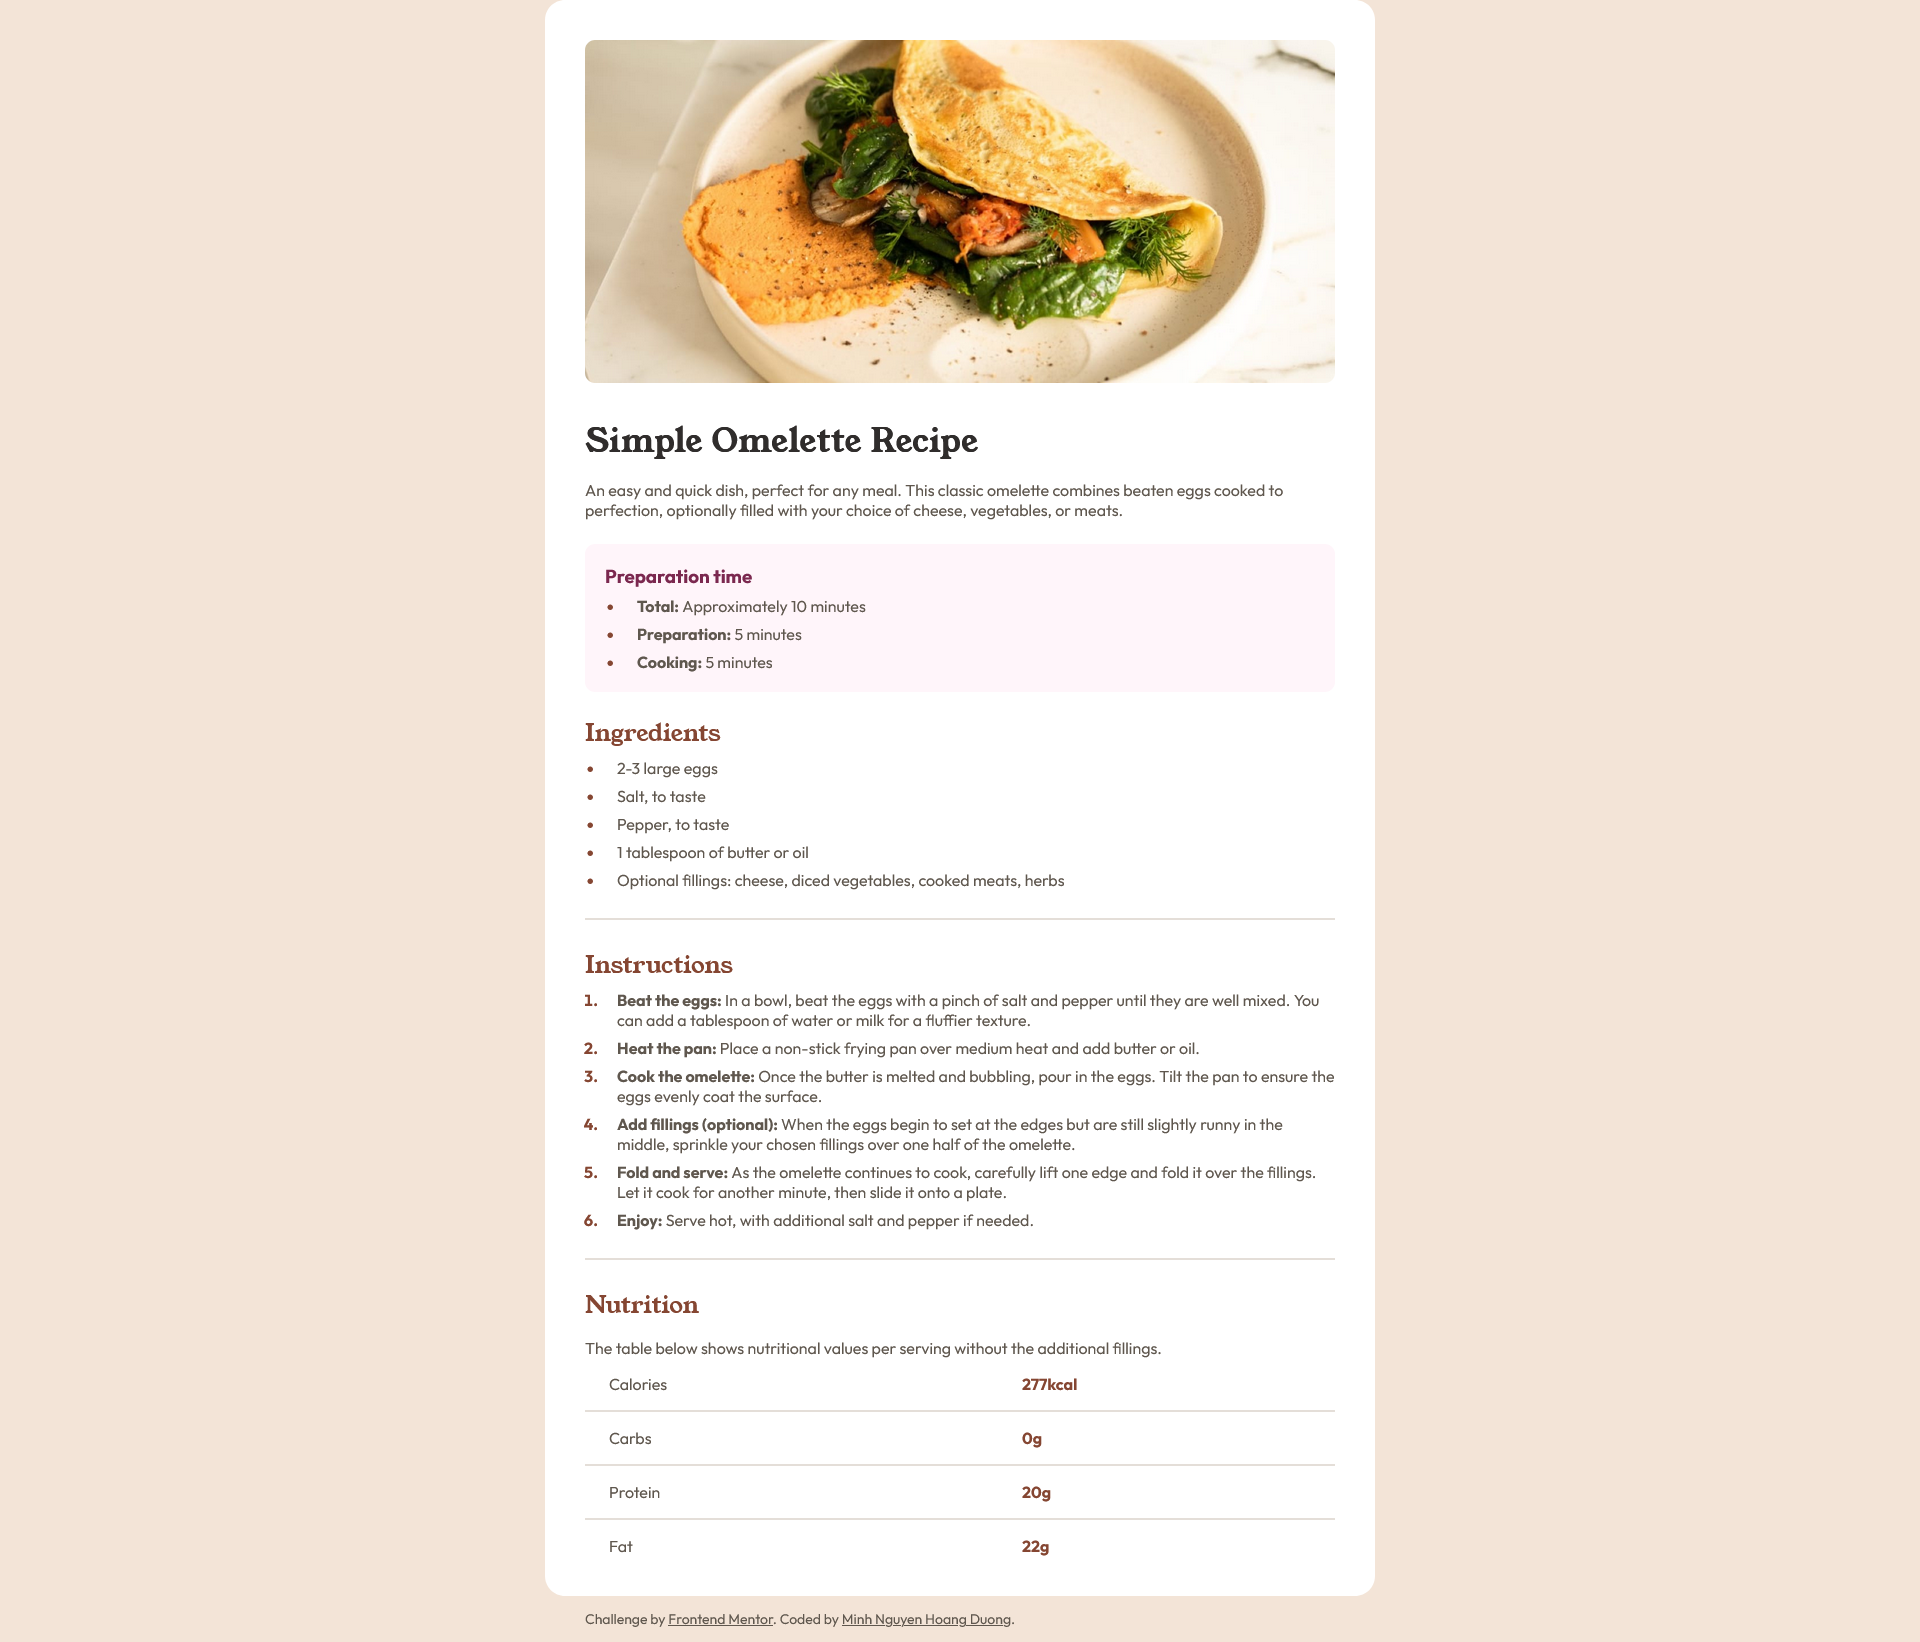 Simple Omelette Recipe
An easy and quick dish, perfect for any meal. This classic omelette combines beaten eggs cooked to
perfection, optionally filled with your choice of cheese, vegetables, or meats.
Preparation time
• Total: Approximately 10 minutes
• Preparation: 5 minutes
• Cooking: 5 minutes
Ingredients
• 2-3 large eggs
• Salt, to taste
• Pepper, to taste
• 1 tablespoon of butter or oil
• Optional fillings: cheese, diced vegetables, cooked meats, herbs
Instructions
1. Beat the eggs: In a bowl, beat the eggs with a pinch of salt and pepper until they are well mixed. You
can add a tablespoon of water or milk for a fluffier texture.
2. Heat the pan: Place a non-stick frying pan over medium heat and add butter or oil.
3. Cook the omelette: Once the butter is melted and bubbling, pour in the eggs. Tilt the pan to ensure the
eggs evenly coat the surface.
4. Add fillings (optional): When the eggs begin to set at the edges but are still slightly runny in the
middle, sprinkle your chosen fillings over one half of the omelette.
5. Fold and serve: As the omelette continues to cook, carefully lift one edge and fold it over the fillings.
Let it cook for another minute, then slide it onto a plate.
6. Enjoy: Serve hot, with additional salt and pepper if needed.
Nutrition
The table below shows nutritional values per serving without the additional fillings.
Calories 277kcal
Carbs 0g
Protein 20g
Fat 22g
Challenge by Frontend Mentor. Coded by Minh Nguyen Hoang Duong.